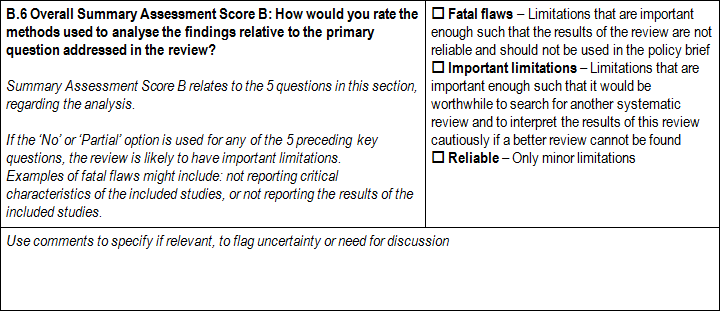 B.6 Overall Summary Assessment Score B: How would you rate the
methods used to analyse the findings relative to the primary
question addressed in the review?
Summary Assessment Score B relates to the 5 questions in this section,
regarding the analysis.
If the ‘No’ or ‘Partial’ option is used for any of the 5 preceding key
questions, the review is likely to have important limitations.
Examples of fatal flaws might include: not reporting critical
characteristics of the included studies, or not reporting the results of the
included studies.
☐ Fatal flaws – Limitations that are important
enough such that the results of the review are not
reliable and should not be used in the policy brief
☐ Important limitations – Limitations that are
important enough such that it would be
worthwhile to search for another systematic
review and to interpret the results of this review
cautiously if a better review cannot be found
☐ Reliable – Only minor limitations
Use comments to specify if relevant, to flag uncertainty or need for discussion